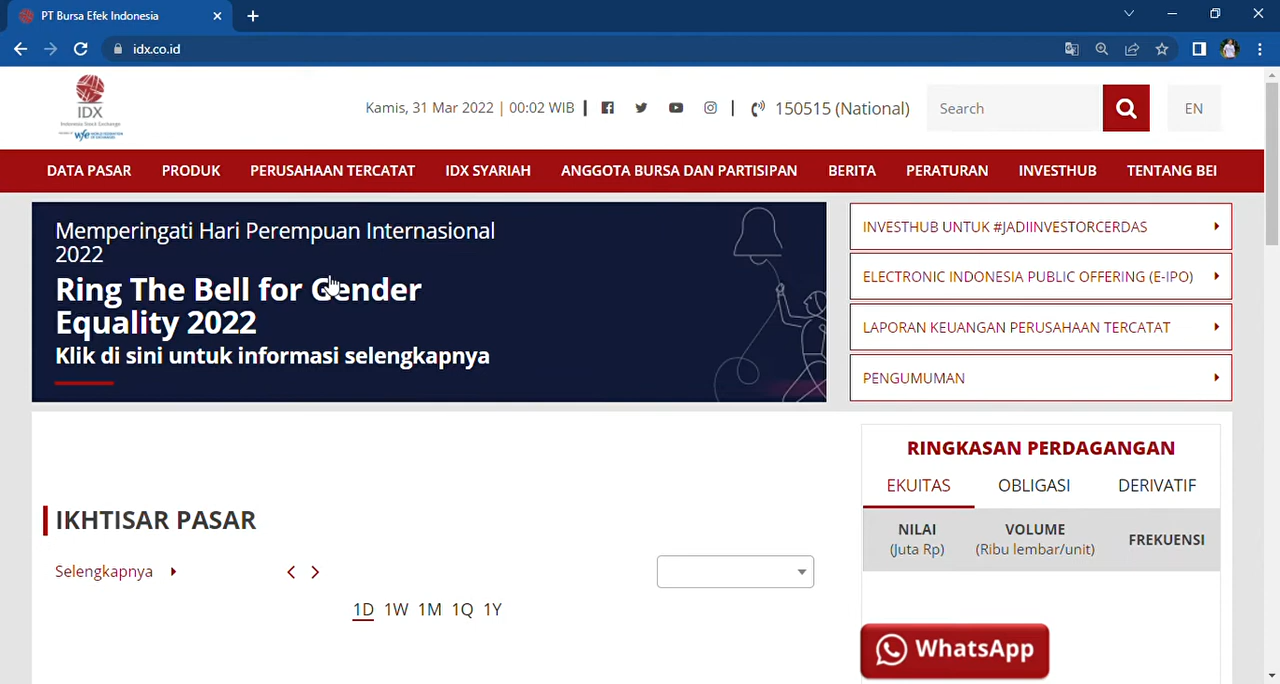 PT Bursa Efek Indonesia
idx.co.id
IDX
Indonesia Stock Exchange
wfe
Kamis, 31 Mar 2022 | 00:02 WIB
150515 (National)
Search
EN
DATA PASAR
PRODUK
PERUSAHAAN TERCATAT
IDX SYARIAH
ANGGOTA BURSA DAN PARTISIPAN
BERITA
PERATURAN
INVESTHUB
TENTANG BEI
Memperingati Hari Perempuan Internasional
2022
Ring The Bell for Gender
Equality 2022
Klik di sini untuk informasi selengkapnya
INVESTHUB UNTUK #JADIINVESTORCERDAS
ELECTRONIC INDONESIA PUBLIC OFFERING (E-IPO)
LAPORAN KEUANGAN PERUSAHAAN TERCATAT
PENGUMUMAN
IKHTISAR PASAR
Selengkapnya
1D 1W 1M 1Q 1Y
RINGKASAN PERDAGANGAN
EKUITAS
OBLIGASI
DERIVATIF
NILAI
(Juta Rp)
VOLUME
(Ribu lembar/unit)
FREKUENSI
WhatsApp